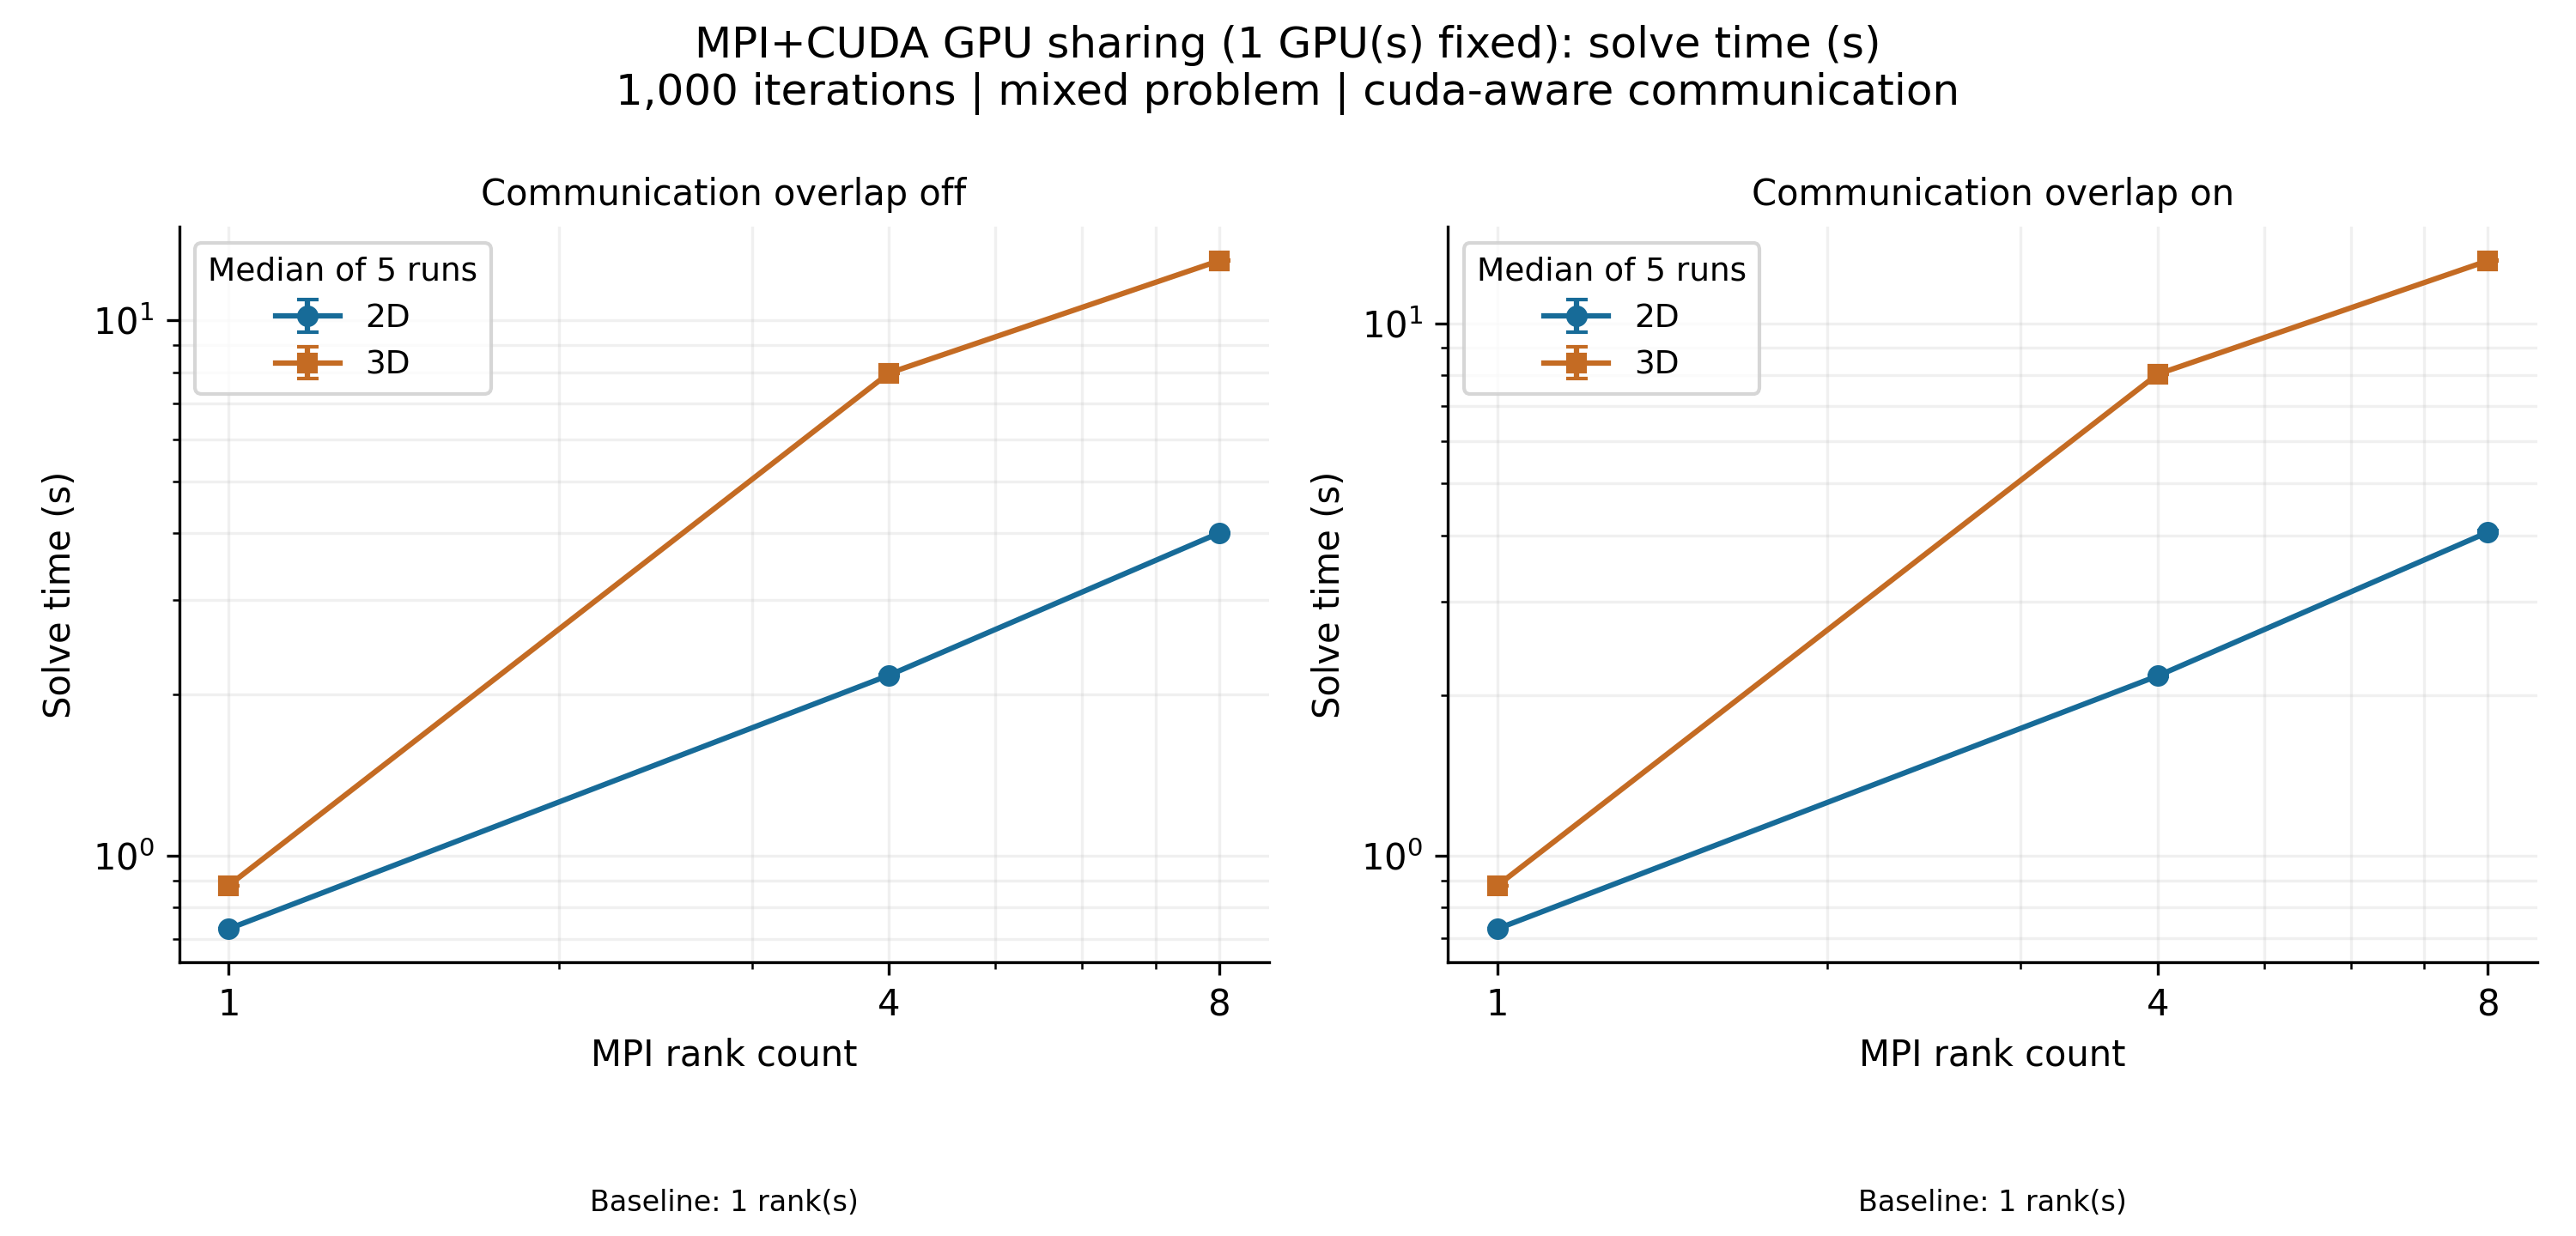 MPI+CUDA GPU sharing (1 GPU(s) fixed): solve time (s)
1,000 iterations | mixed problem | cuda-aware communication
Communication overlap off
Median of 5 runs
2D
3D
10¹
10⁰
Solve time (s)
1 4 8
MPI rank count
Baseline: 1 rank(s)
Communication overlap on
Median of 5 runs
2D
3D
10¹
10⁰
Solve time (s)
1 4 8
MPI rank count
Baseline: 1 rank(s)